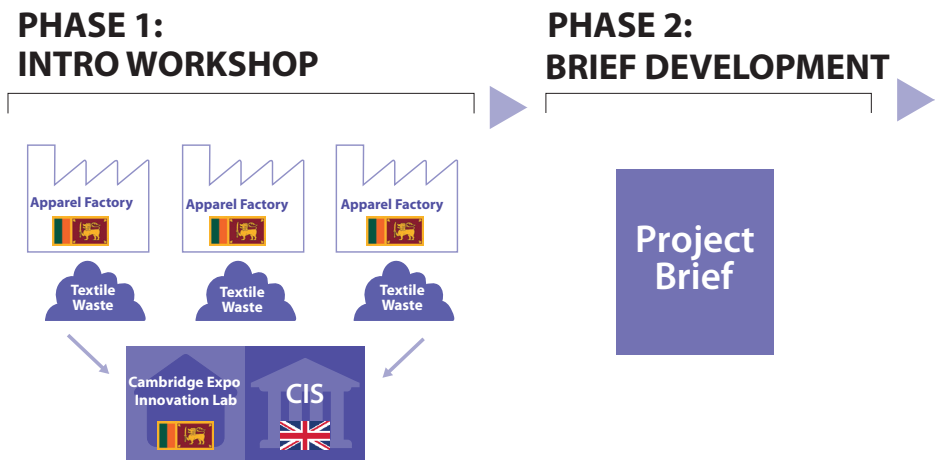 PHASE 1:
INTRO WORKSHOP
PHASE 2:
BRIEF DEVELOPMENT
Apparel Factory
Apparel Factory
Apparel Factory
Textile
Waste
Textile
Waste
Textile
Waste
Cambridge Expo
Innovation Lab
CIS
Project
Brief